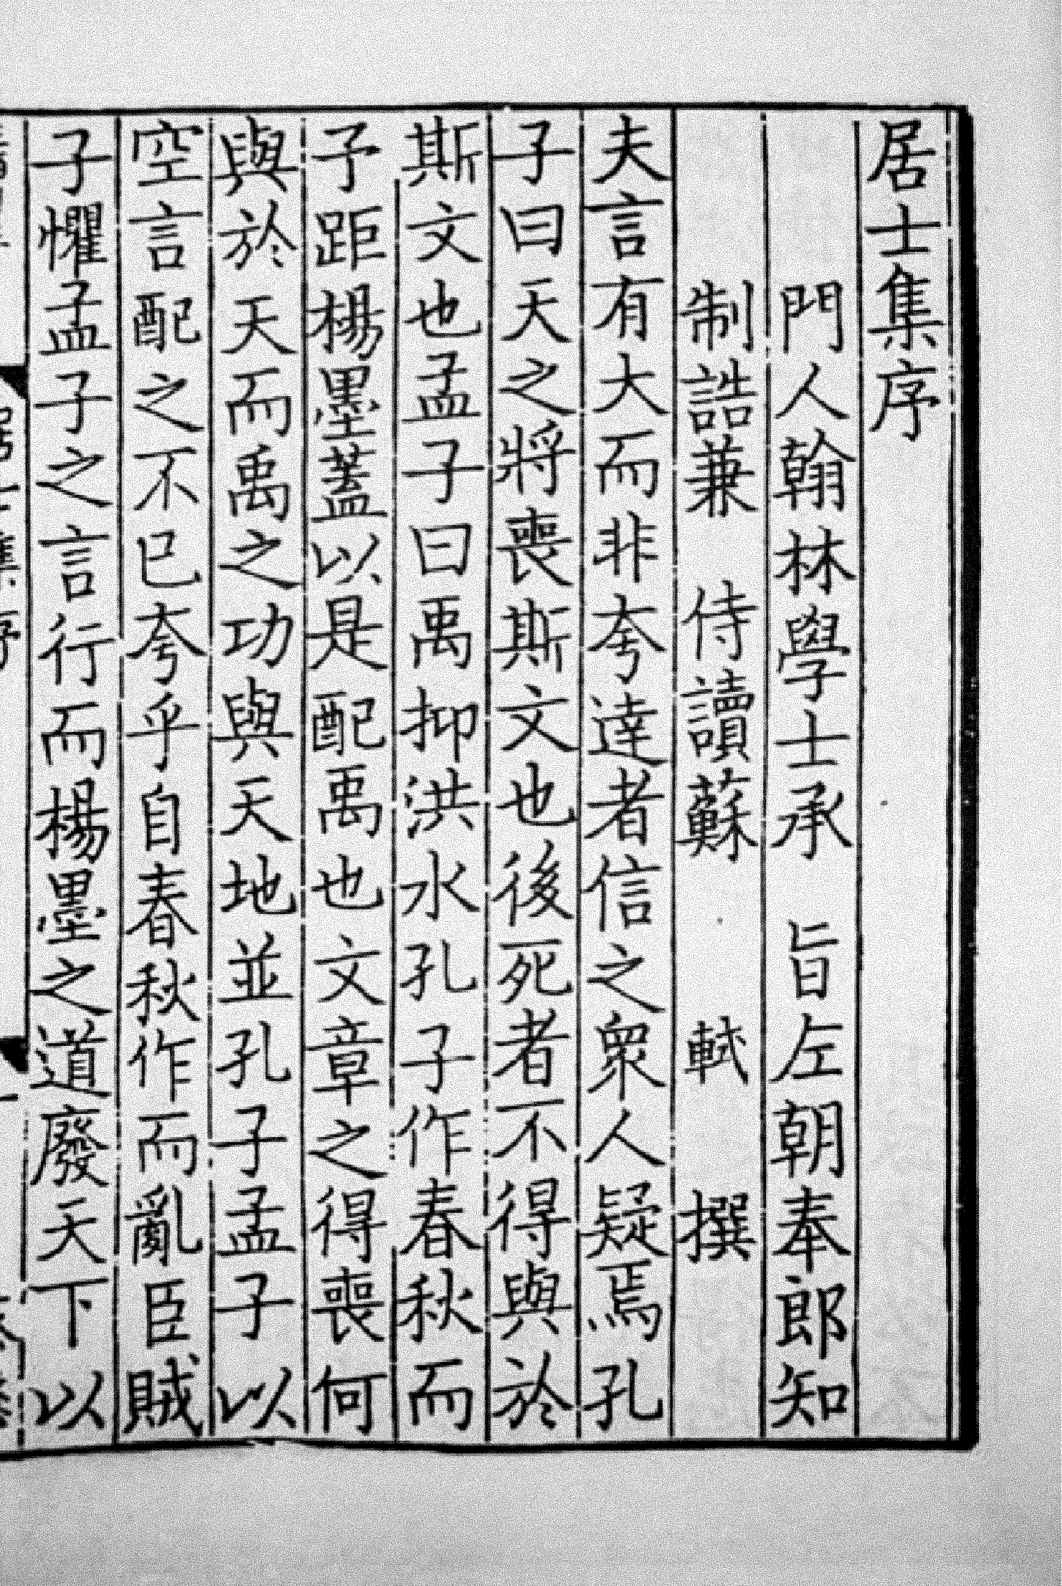 居士集序
門人翰林學士承　旨左朝奉郎知
制誥兼　侍讀蘇　軾　撰
夫言有大而非夸達者信之衆人疑焉孔
子曰天之將喪斯文也後死者不得與於
斯文也孟子曰禹抑洪水孔子作春秋而
予距楊墨蓋以是配禹也文章之得喪何
與於天而禹之功與天地並孔子孟子以
空言配之不已夸乎自春秋作而亂臣賊
子懼孟子之言行而楊墨之道廢天下以